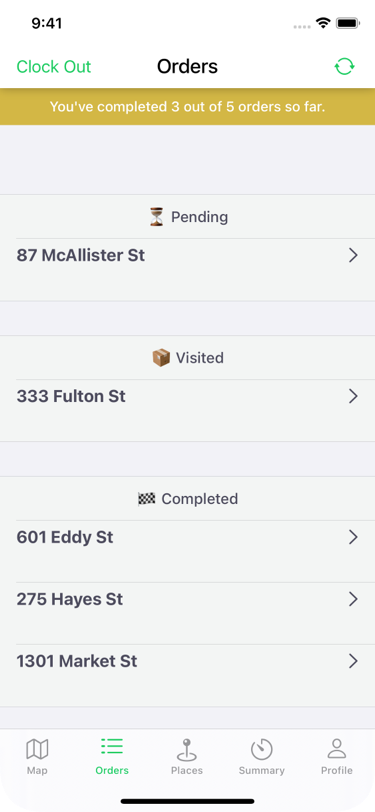 9:41
Clock Out
Orders
You've completed 3 out of 5 orders so far.
Pending
87 McAllister St
Visited
333 Fulton St
Completed
601 Eddy St
275 Hayes St
1301 Market St
Map
Orders
Places
Summary
Profile